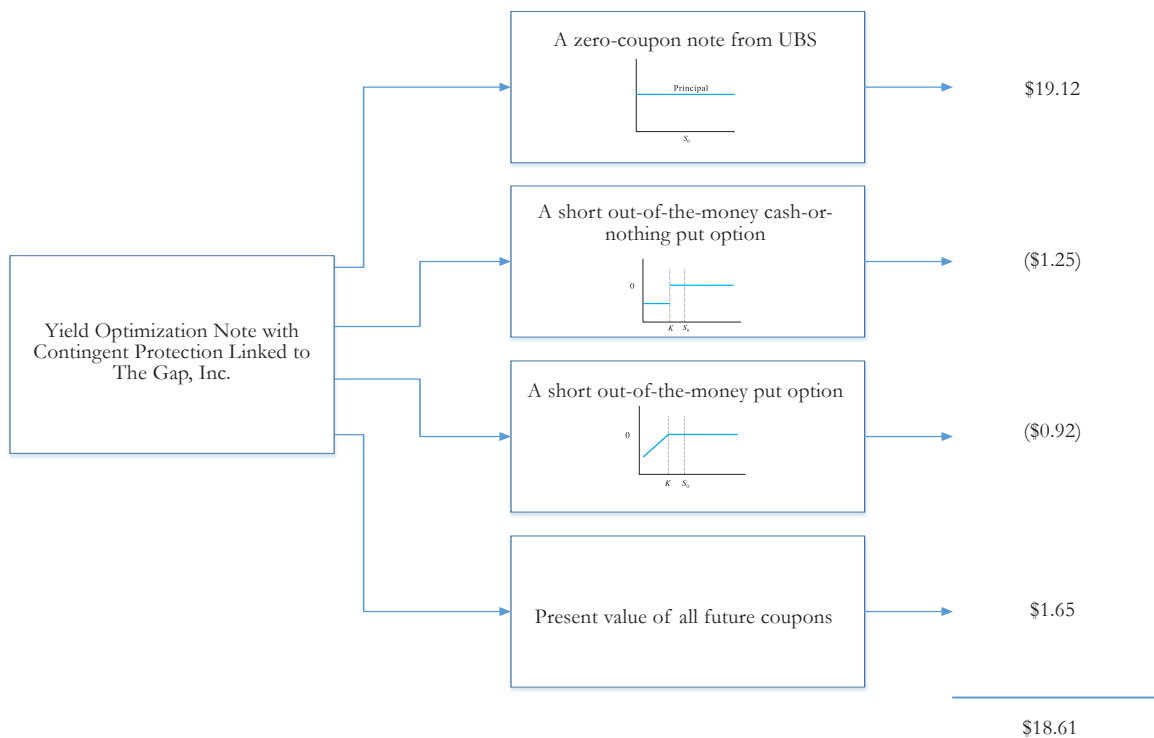 A zero-coupon note from UBS
Principal
S0
$19.12
A short out-of-the-money cash-or-
nothing put option
0
K S0
($1.25)
Yield Optimization Note with
Contingent Protection Linked to
The Gap, Inc.
A short out-of-the-money put option
0
K S0
($0.92)
Present value of all future coupons
$1.65
$18.61